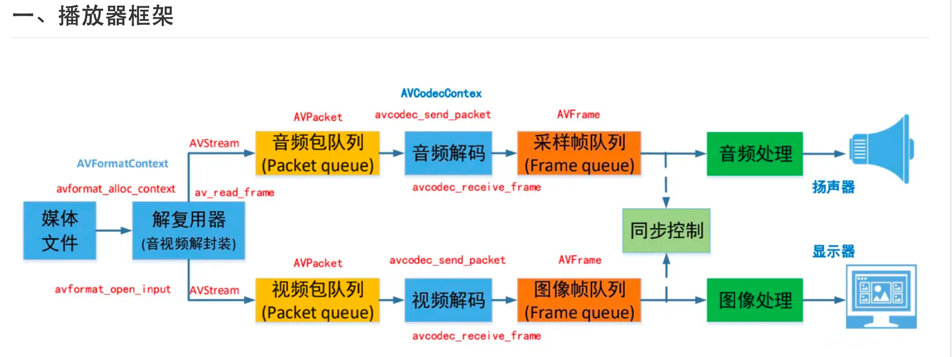 一、播放器框架
AVCodecContex
AVPacket
avcodec_send_packet
AVFrame
AVStream
音频包队列
(Packet queue)
音频解码
采样帧队列
(Frame queue)
音频处理
AVFormatContext
avcodec_receive_frame
扬声器
avformat_alloc_context
av_read_frame
媒体
文件
解复用器
(音视频解封装)
同步控制
显示器
AVPacket
avcodec_send_packet
AVFrame
avformat_open_input
AVStream
视频包队列
(Packet queue)
视频解码
图像帧队列
(Frame queue)
图像处理
avcodec_receive_frame